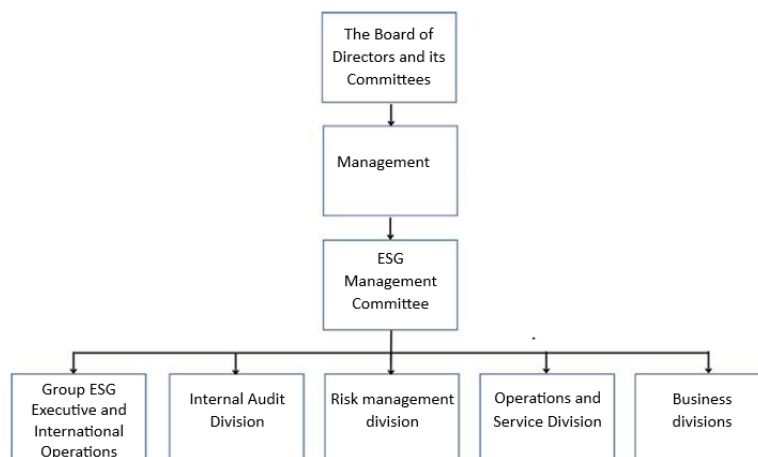 The Board of
Directors and its
Committees
Management
ESG
Management
Committee
Group ESG
Executive and
International
Operations
Internal Audit
Division
Risk management
division
Operations and
Service Division
Business
divisions